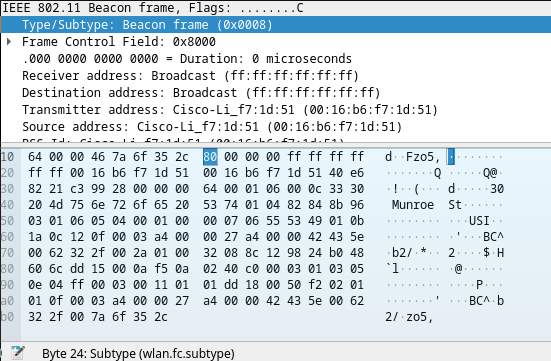 IEEE 802.11 Beacon frame, Flags: ........C
Type/Subtype: Beacon frame (0x0008)
Frame Control Field: 0x8000
.000 0000 0000 0000 = Duration: 0 microseconds
Receiver address: Broadcast (ff:ff:ff:ff:ff:ff)
Destination address: Broadcast (ff:ff:ff:ff:ff:ff)
Transmitter address: Cisco-Li_f7:1d:51 (00:16:b6:f7:1d:51)
Source address: Cisco-Li_f7:1d:51 (00:16:b6:f7:1d:51)
10 64 00 00 46 7a 6f 35 2c 80 00 00 00 ff ff ff ff d··Fzo5, ········
20 ff ff 00 16 b6 f7 1d 51 00 16 b6 f7 1d 51 40 e6 ·······Q ·····Q@·
30 82 21 c3 99 28 00 00 00 64 00 01 06 00 0c 33 30 ·!··(··· d·····30
40 20 4d 75 6e 72 6f 65 20 53 74 01 04 82 84 8b 96 Munroe St······
50 03 01 06 05 04 00 01 00 00 07 06 55 53 49 01 0b ········ ···USI··
60 1a 0c 12 0f 00 03 a4 00 00 27 a4 00 00 42 43 5e ········ ·'···BC^
70 00 62 32 2f 00 2a 01 00 32 08 8c 12 98 24 b0 48 ·b2/·*·· 2····$·H
80 60 6c dd 15 00 0a f5 0a 02 40 c0 00 03 01 03 05 `l······ ·@······
90 0e 04 ff 00 03 00 11 01 01 dd 18 00 50 f2 02 01 ········ ····P···
a0 01 0f 00 03 a4 00 00 27 a4 00 00 42 43 5e 00 62 ·······' ···BC^·b
b0 32 2f 00 7a 6f 35 2c 2/·zo5,
Byte 24: Subtype (wlan.fc.subtype)